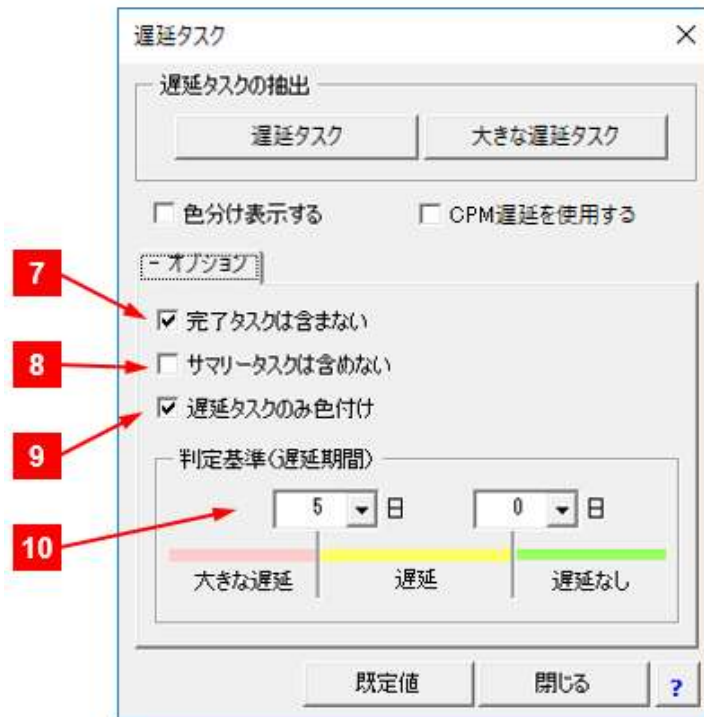 遅延タスク
遅延タスクの抽出
遅延タスク 大きな遅延タスク
色分け表示する CPM遅延を使用する
- オプション
7
完了タスクは含まない
8
サマリータスクは含めない
9
遅延タスクのみ色付け
判定基準(遅延期間)
10
5 日 0 日
大きな遅延 遅延 遅延なし
既定値 閉じる ?